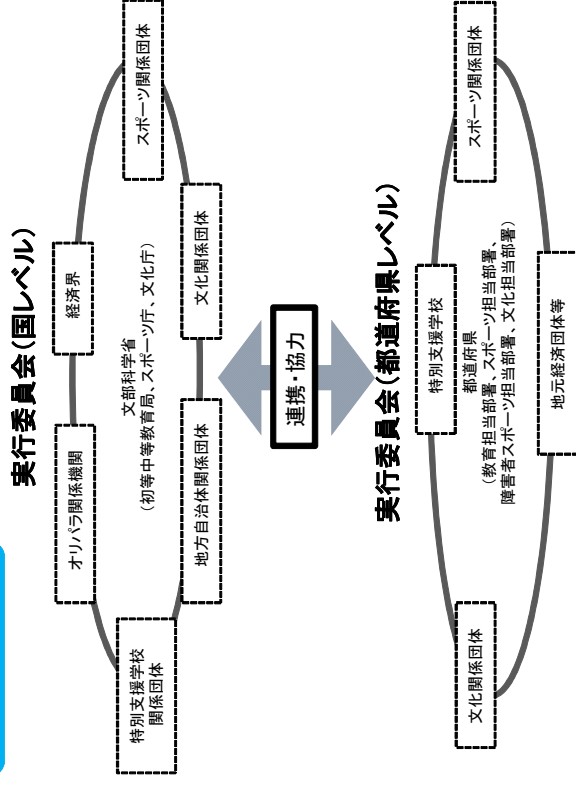 実行委員会(国レベル)
オリパラ関係機関
経済界
特別支援学校
関係団体
文部科学省
(初等中等教育局、スポーツ庁、文化庁)
スポーツ関係団体
地方自治体関係団体
文化関係団体
連携・協力
実行委員会(都道府県レベル)
特別支援学校
文化関係団体
都道府県
(教育担当部署、スポーツ担当部署、
障害者スポーツ担当部署、文化担当部署)
スポーツ関係団体
地元経済団体等